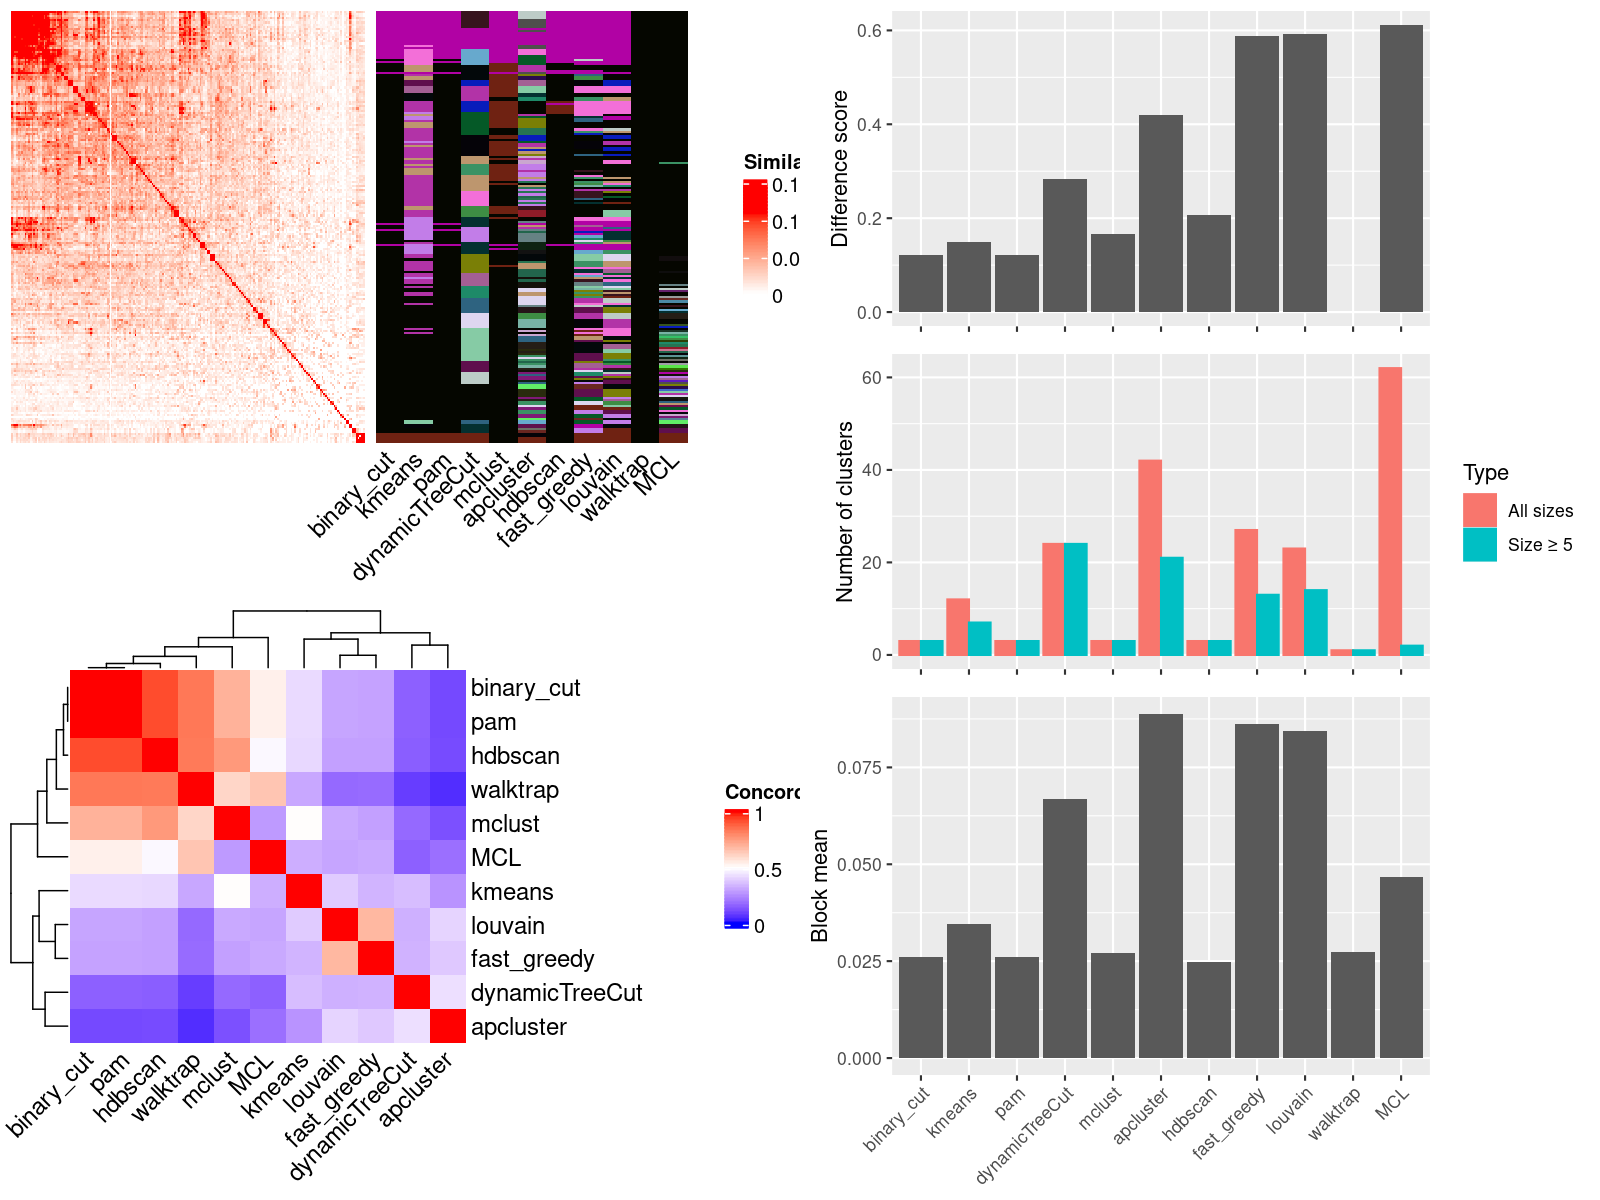 Simila
0.1
0.1
0.0
0
binary_cut
kmeans
pam
dynamicTreeCut
mclust
apcluster
hdbscan
fast_greedy
louvain
walktrap
MCL
binary_cut
pam
hdbscan
walktrap
mclust
MCL
kmeans
louvain
fast_greedy
dynamicTreeCut
apcluster
binary_cut
pam
hdbscan
walktrap
mclust
MCL
kmeans
louvain
fast_greedy
dynamicTreeCut
apcluster
Concorc
1
0.5
0
Difference score
0.6
0.4
0.2
0.0
Number of clusters
60
40
20
0
Type
All sizes
Size ≥ 5
Block mean
0.075
0.050
0.025
0.000
binary_cut
kmeans
pam
dynamicTreeCut
mclust
apcluster
hdbscan
fast_greedy
louvain
walktrap
MCL